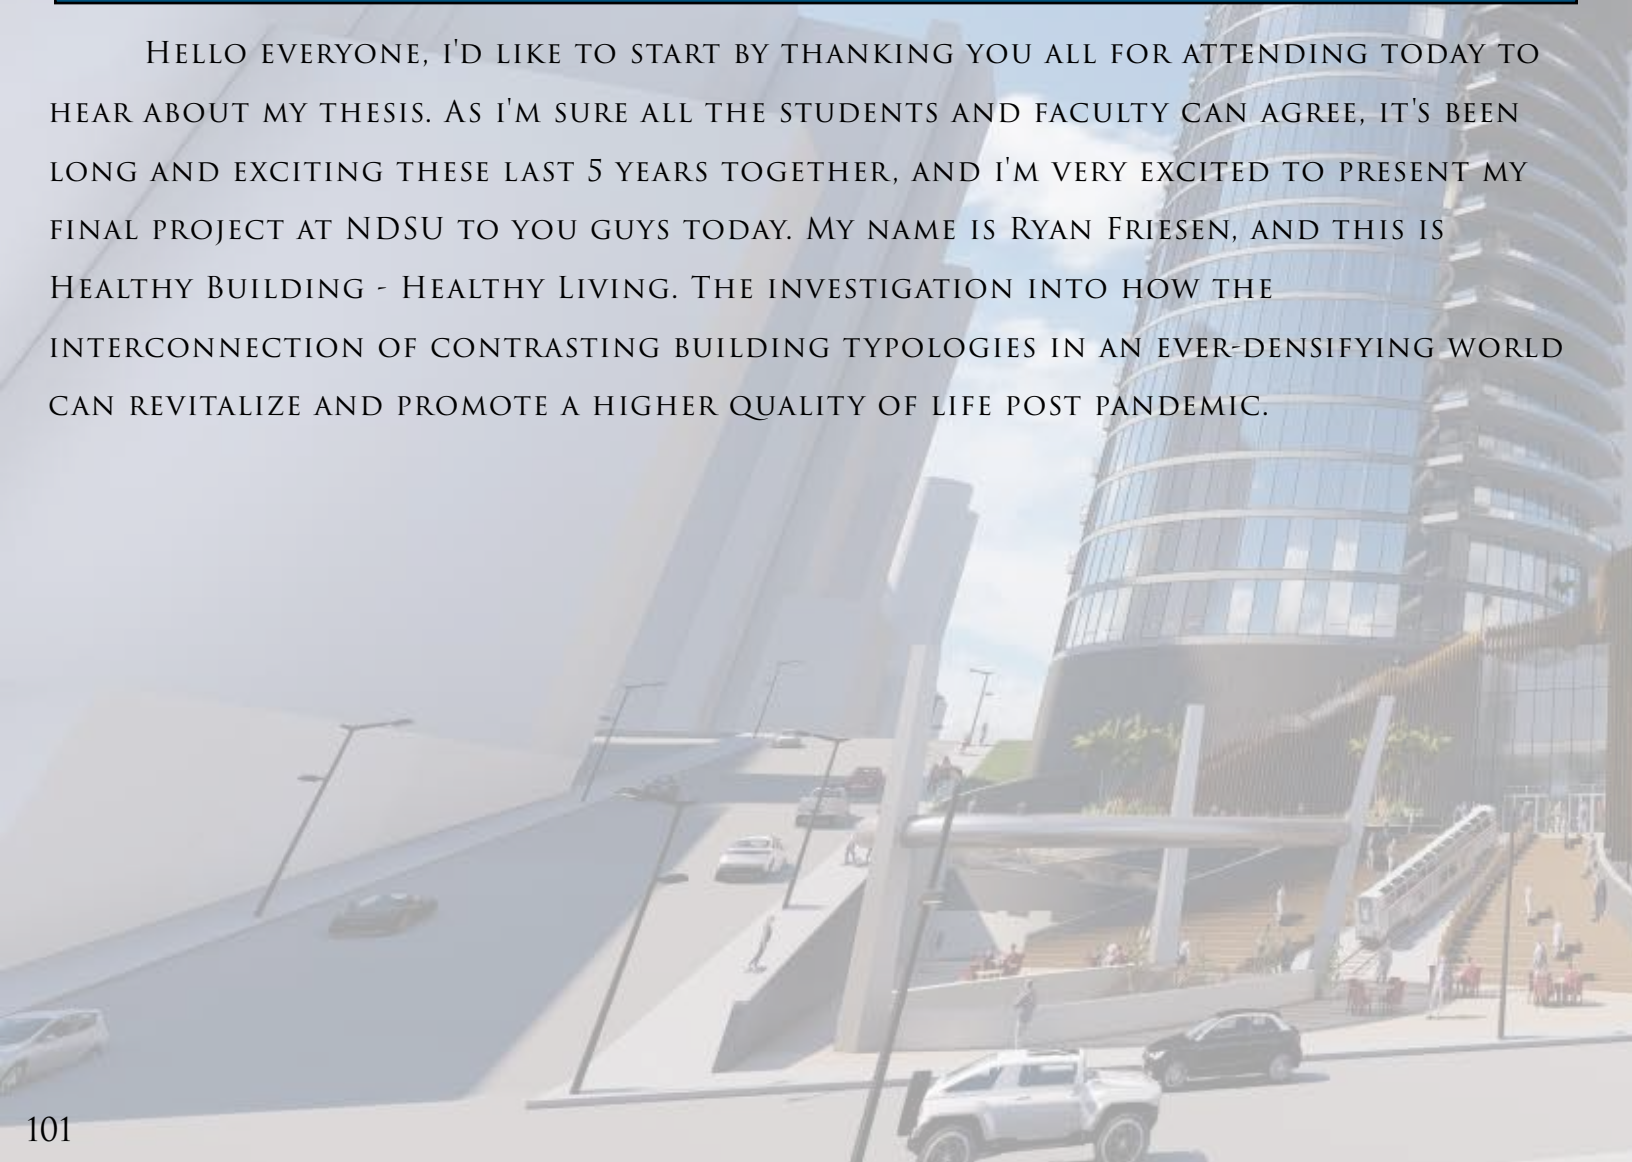 Hello everyone, i'd like to start by thanking you all for attending today to
hear about my thesis. As i'm sure all the students and faculty can agree, it's been
long and exciting these last 5 years together, and i'm very excited to present my
final project at NDSU to you guys today. My name is Ryan Friesen, and this is
Healthy Building - Healthy Living. The investigation into how the
interconnection of contrasting building typologies in an ever-densifying world
can revitalize and promote a higher quality of life post pandemic.
101